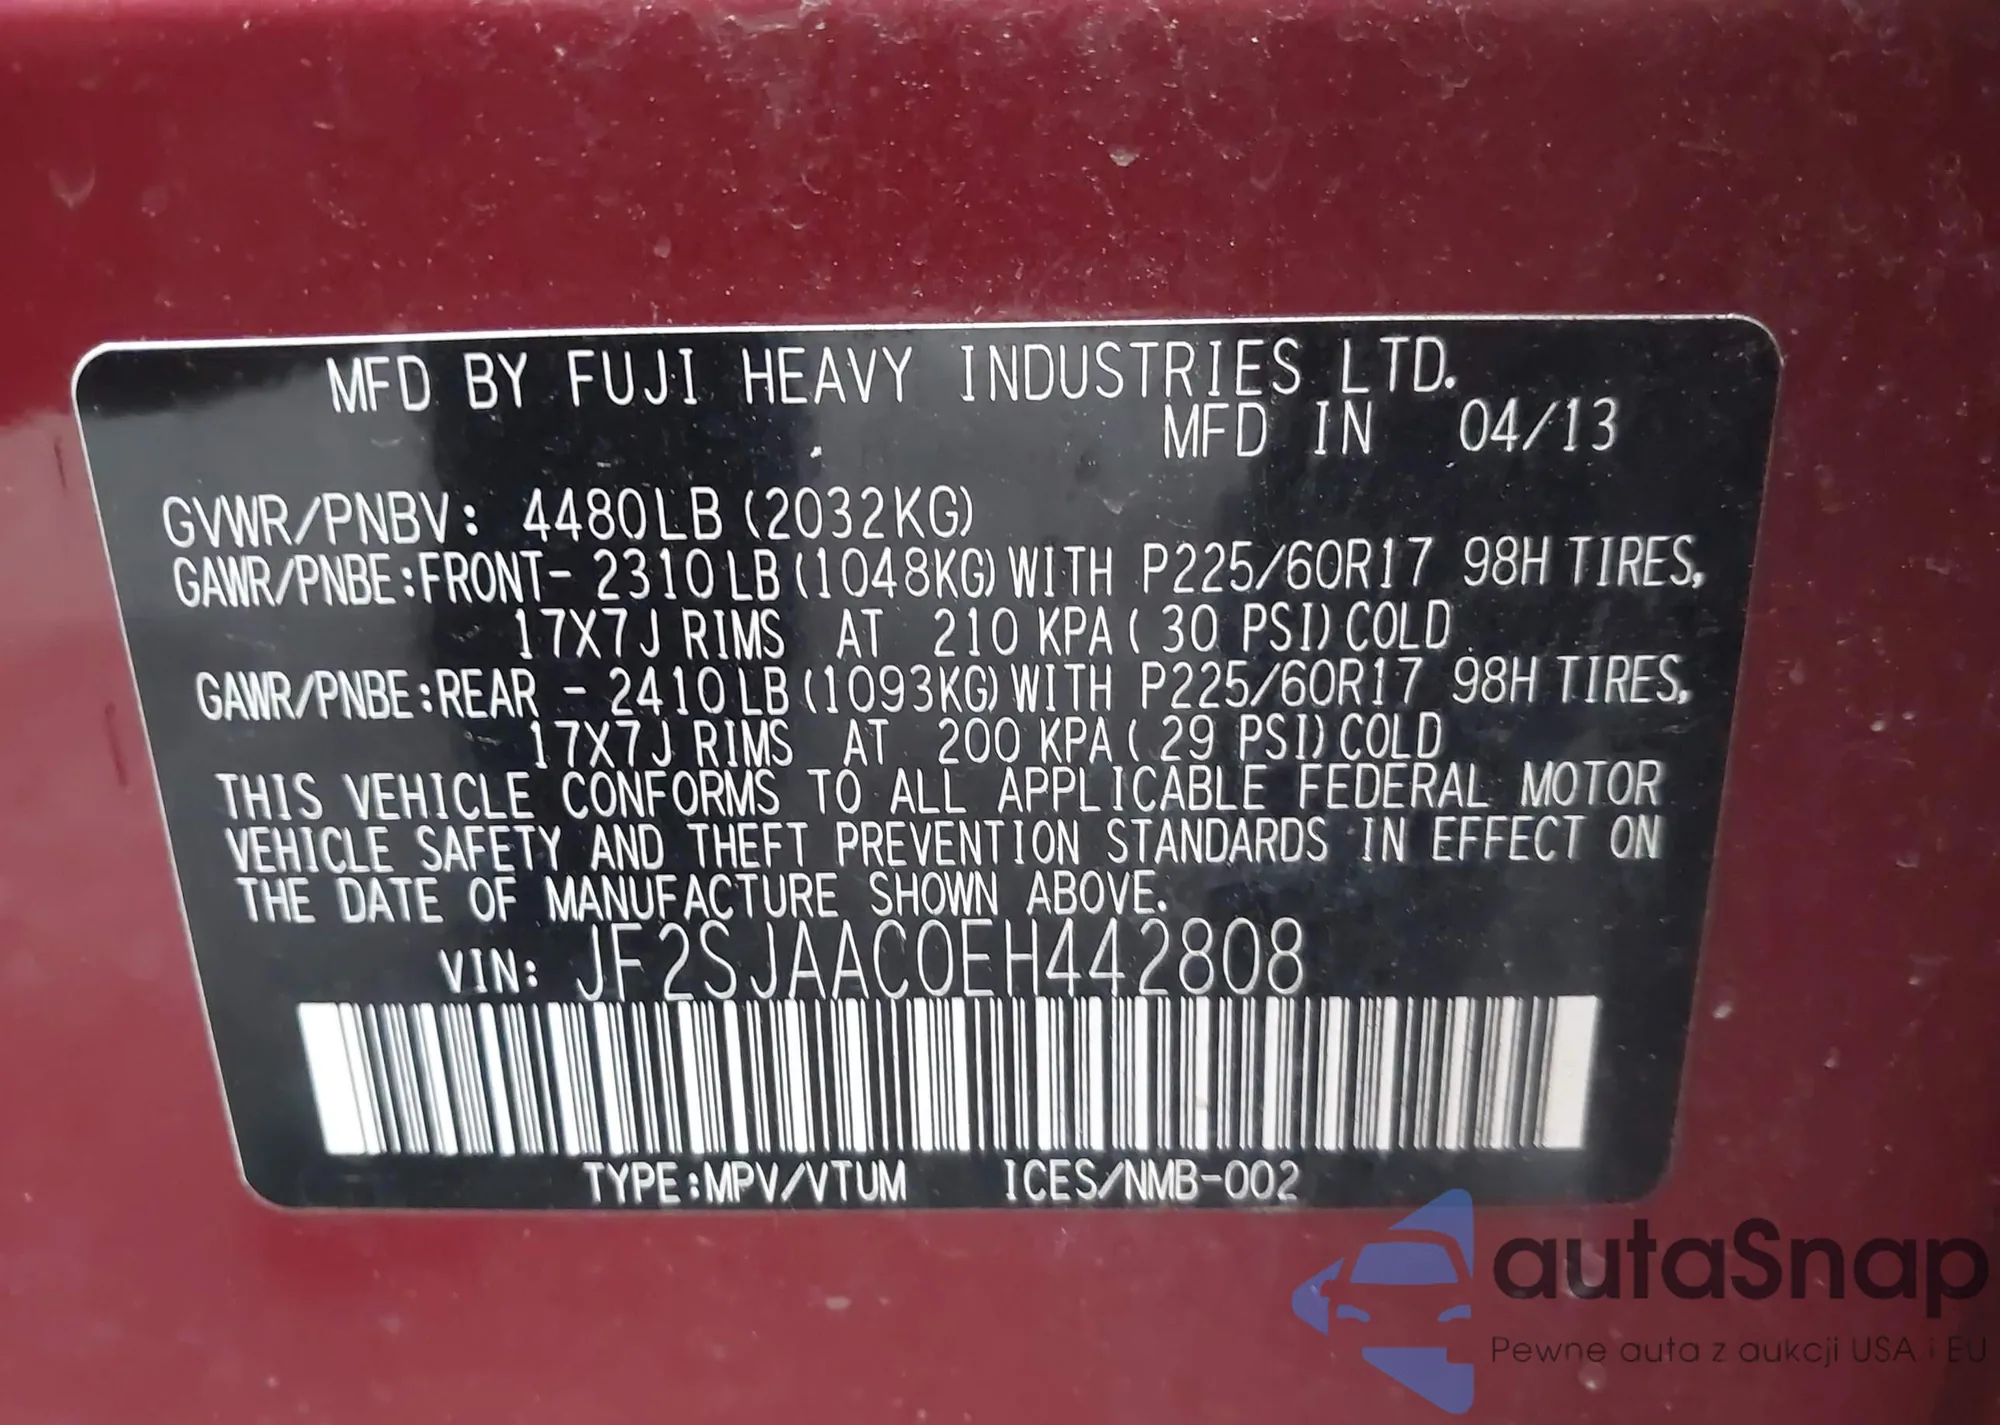 MFD BY FUJI HEAVY INDUSTRIES LTD.
MFD IN 04/13
GVWR/PNBV: 4480LB (2032KG)
GAWR/PNBE:FRONT- 2310LB (1048KG) WITH P225/60R17 98H TIRES,
17X7J RIMS AT 210 KPA ( 30 PSI) COLD
GAWR/PNBE:REAR - 2410LB (1093KG) WITH P225/60R17 98H TIRES,
17X7J RIMS AT 200 KPA ( 29 PSI) COLD
THIS VEHICLE CONFORMS TO ALL APPLICABLE FEDERAL MOTOR
VEHICLE SAFETY AND THEFT PREVENTION STANDARDS IN EFFECT ON
THE DATE OF MANUFACTURE SHOWN ABOVE.
VIN: JF2SJAAC0EH442808
TYPE:MPV/VTUM ICES/NMB-002
autaSnap
Pewne auta z aukcji USA i EU